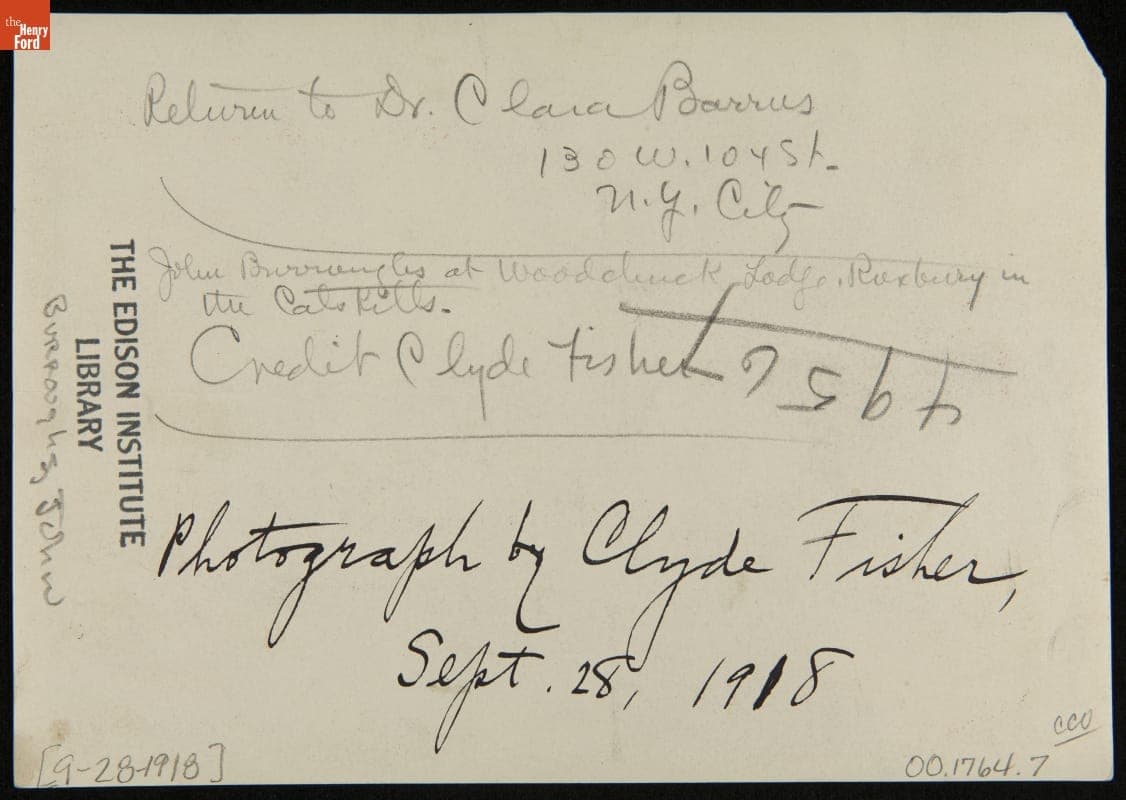 the
Henry
Ford
Return to Dr. Clara Barrus
130 W. 104 St.
N.Y. City
John Burroughs at Woodchuck Lodge, Roxbury in
the Catskills.
Credit Clyde Fisher
Photograph by Clyde Fisher,
Sept. 28, 1918
THE EDISON INSTITUTE
LIBRARY
Burroughs, John
[9-28-1918]
CCV
00.1764.7